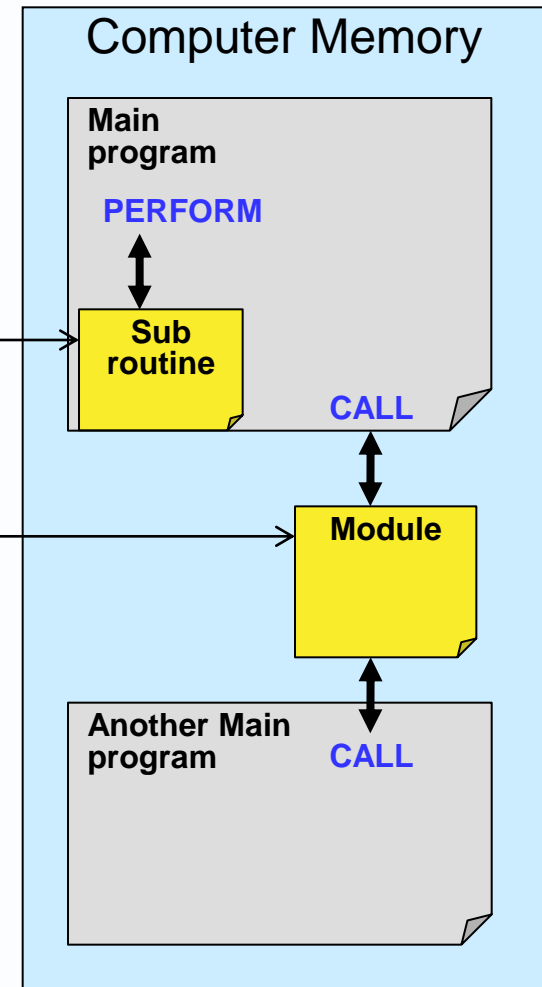 Computer Memory
Main
program
PERFORM
Sub
routine
CALL
Module
Another Main
program
CALL